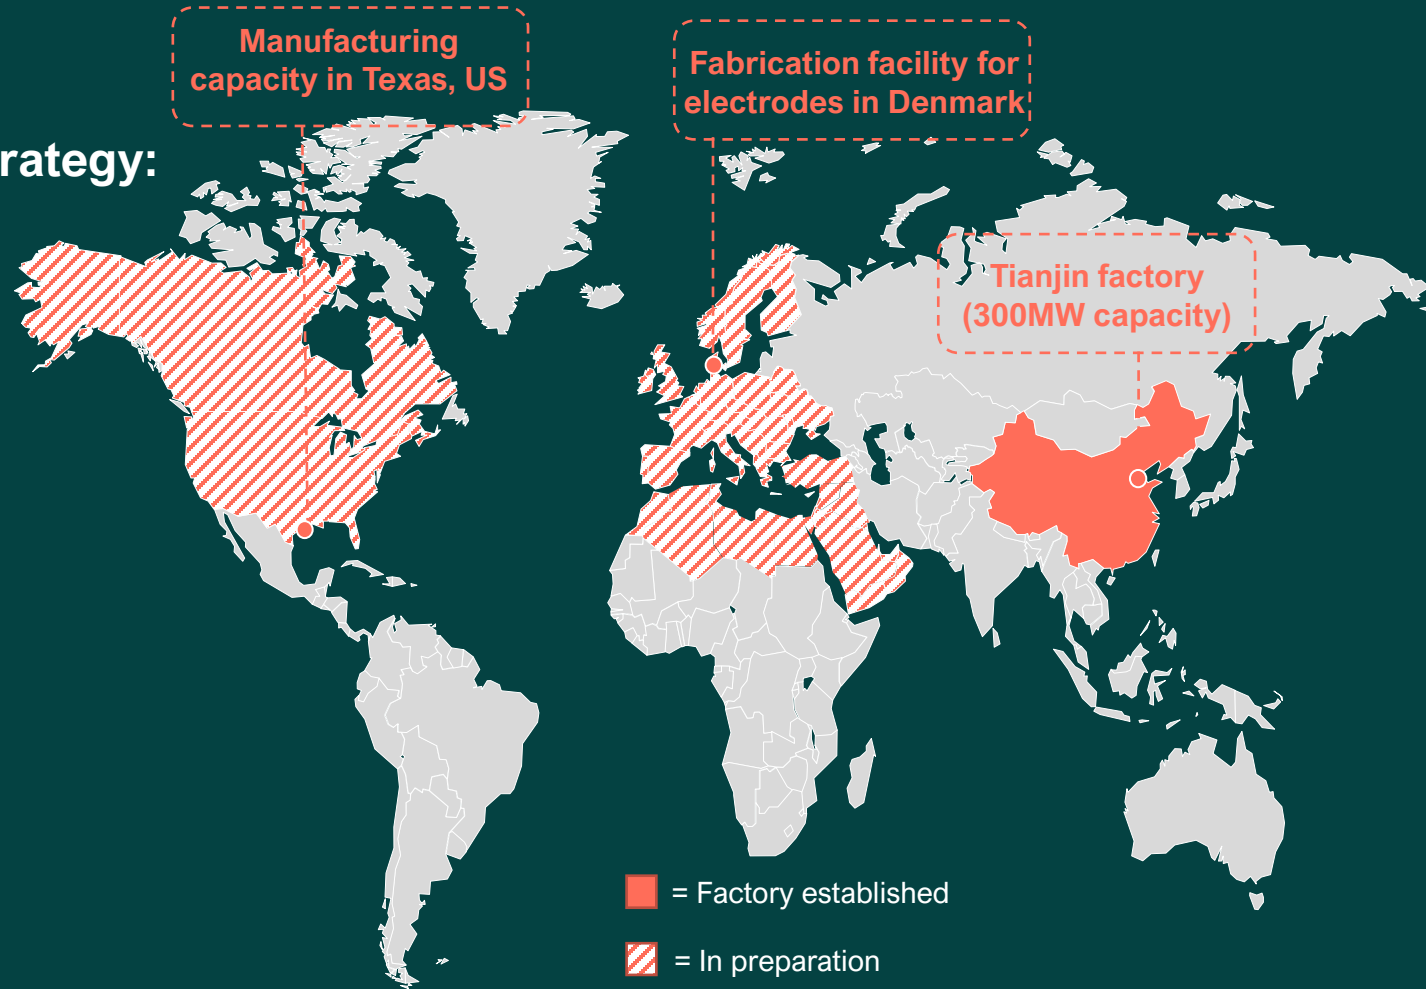 Manufacturing
capacity in Texas, US
Fabrication facility for
electrodes in Denmark
rategy:
Tianjin factory
(300MW capacity)
= Factory established
= In preparation